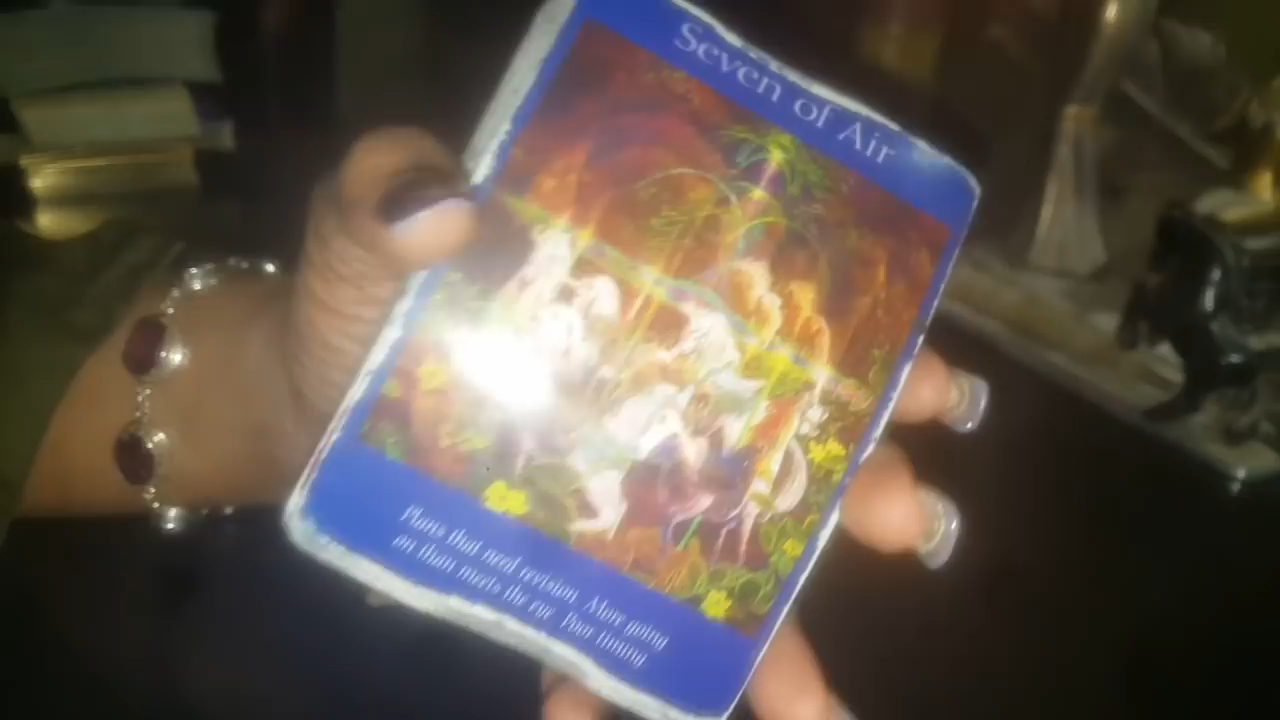 Seven of Air
Plans that need revision. More going
on than meets the eye. Poor timing